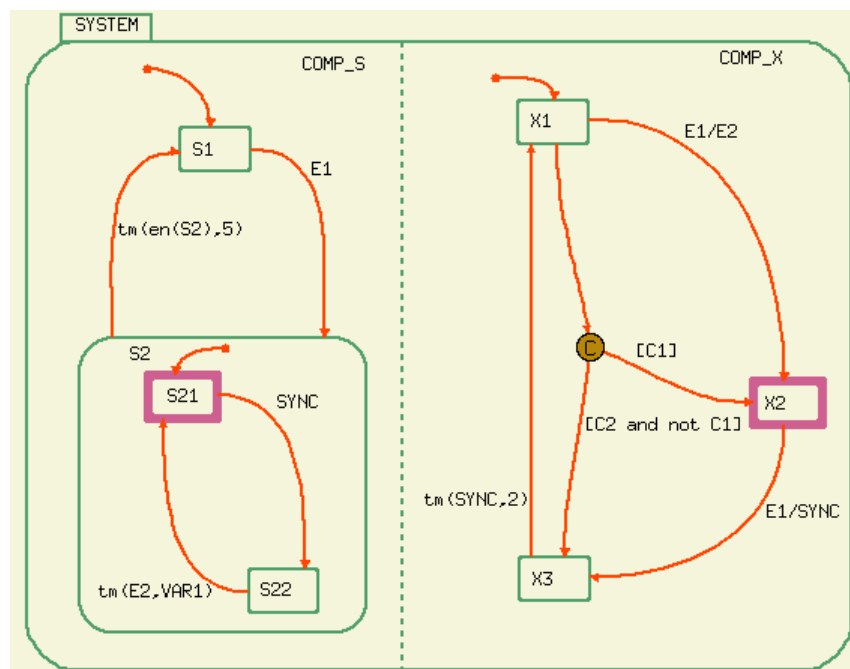 SYSTEM
COMP_S
S1
E1
tm(en(S2),5)
S2
S21
SYNC
tm(E2,VAR1)
S22
COMP_X
X1
E1/E2
C
[C1]
X2
[C2 and not C1]
tm(SYNC,2)
E1/SYNC
X3